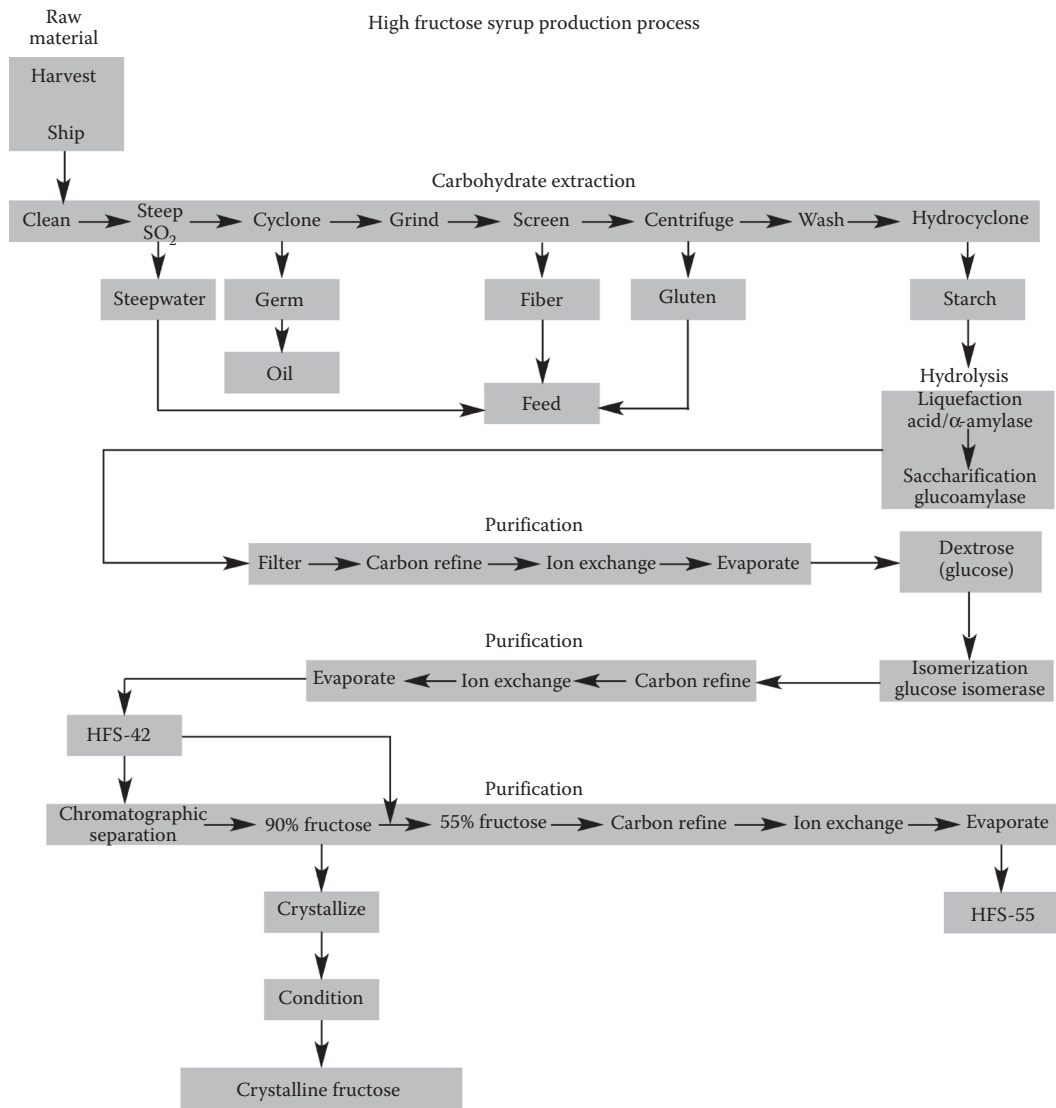 High fructose syrup production process
Raw
material
Harvest
Ship
Carbohydrate extraction
Clean
Steep
SO₂
Cyclone
Grind
Screen
Centrifuge
Wash
Hydrocyclone
Steepwater
Germ
Fiber
Gluten
Starch
Oil
Feed
Hydrolysis
Liquefaction
acid/α-amylase
Saccharification
glucoamylase
Purification
Filter
Carbon refine
Ion exchange
Evaporate
Dextrose
(glucose)
Purification
Evaporate
Ion exchange
Carbon refine
Isomerization
glucose isomerase
HFS-42
Purification
Chromatographic
separation
90% fructose
55% fructose
Carbon refine
Ion exchange
Evaporate
Crystallize
HFS-55
Condition
Crystalline fructose